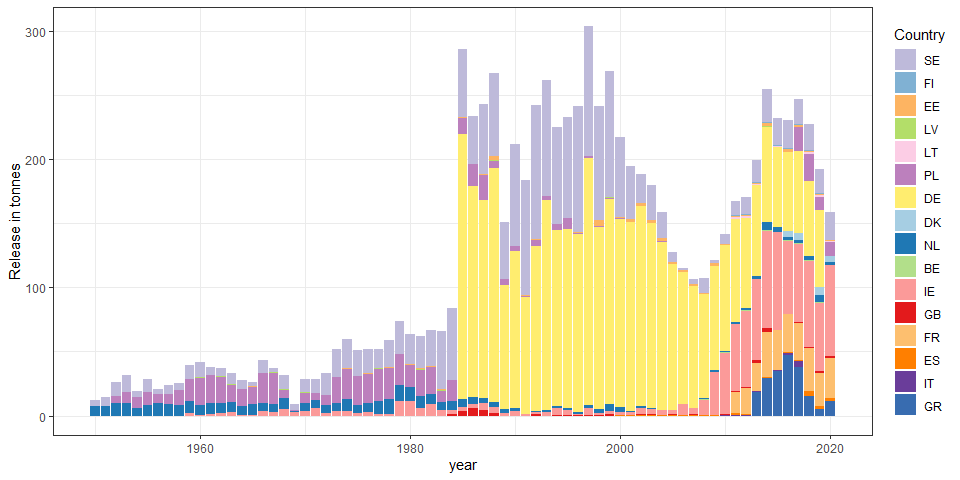 Release in tonnes
300
200
100
0
1960
1980
2000
2020
year
Country
SE
FI
EE
LV
LT
PL
DE
DK
NL
BE
IE
GB
FR
ES
IT
GR